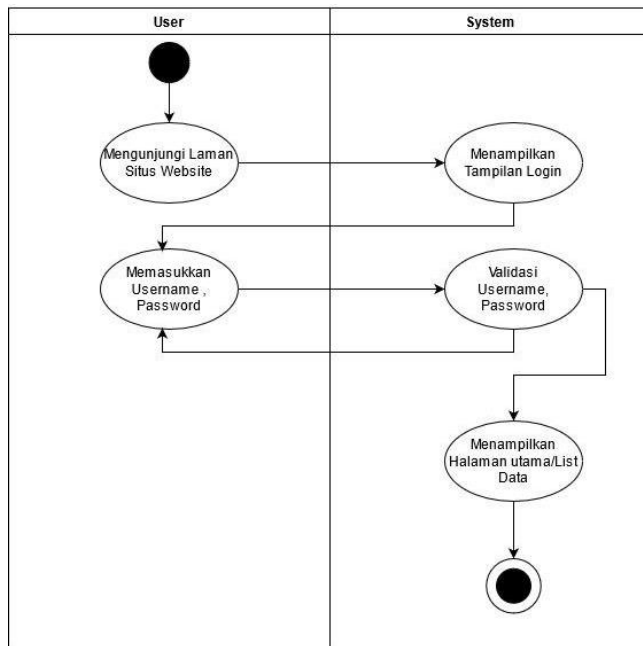 User
System
Mengunjungi Laman
Situs Website
Menampilkan
Tampilan Login
Memasukkan
Username ,
Password
Validasi
Username,
Password
Menampilkan
Halaman utama/List
Data